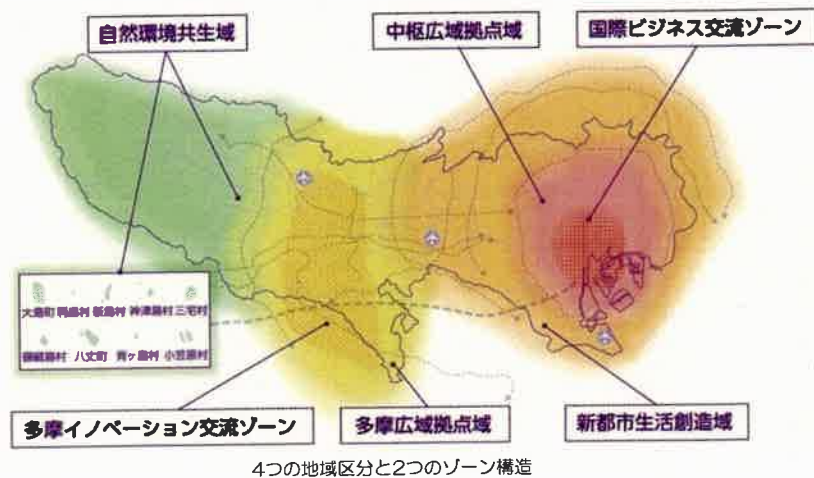 自然環境共生域
中枢広域拠点域
国際ビジネス交流ゾーン
大島町 利島村 新島村 神津島村 三宅村
御蔵島村 八丈町 青ヶ島村 小笠原村
多摩イノベーション交流ゾーン
多摩広域拠点域
新都市生活創造域
4つの地域区分と2つのゾーン構造